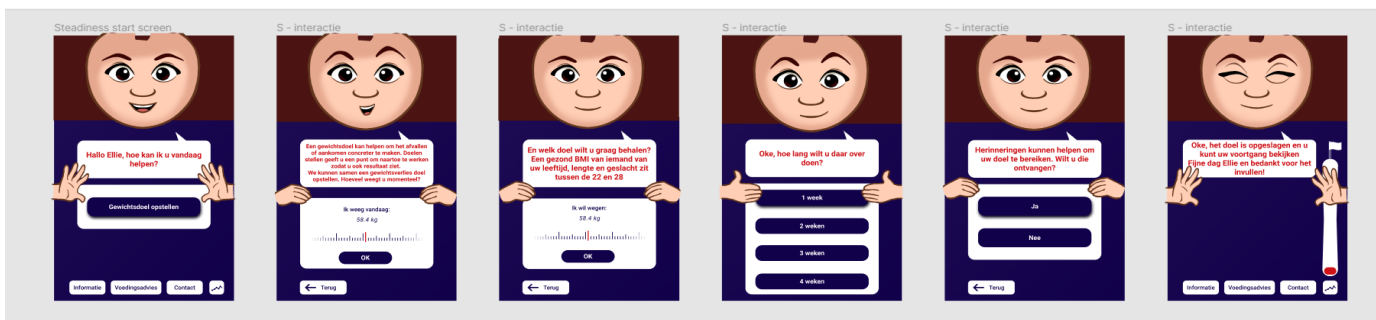 Steadiness start screen
Hallo Ellie, hoe kan ik u vandaag
helpen?
Gewichtsdoel opstellen
Informatie
Voedingsadvies
Contact
S - interactie
Een gewichtsdoel kan helpen om het afvallen
of aankomen concreter te maken. Doelen
stellen geeft u een punt om naartoe te werken
zodat u ook resultaat ziet.
We kunnen samen een gewichtsverlies doel
opstellen. Hoeveel weegt u momenteel?
Ik weeg vandaag:
58.4 kg
OK
Terug
S - interactie
En welk doel wilt u graag behalen?
Een gezond BMI van iemand van
uw leeftijd, lengte en geslacht zit
tussen de 22 en 28
Ik wil wegen:
58.4 kg
OK
Terug
S - interactie
Oke, hoe lang wilt u daar over
doen?
1 week
2 weken
3 weken
4 weken
S - interactie
Herinneringen kunnen helpen om
uw doel te bereiken. Wilt u die
ontvangen?
Ja
Nee
Terug
S - interactie
Oke, het doel is opgeslagen en u
kunt uw voortgang bekijken
Fijne dag Ellie en bedankt voor het
invullen!
Informatie
Voedingsadvies
Contact